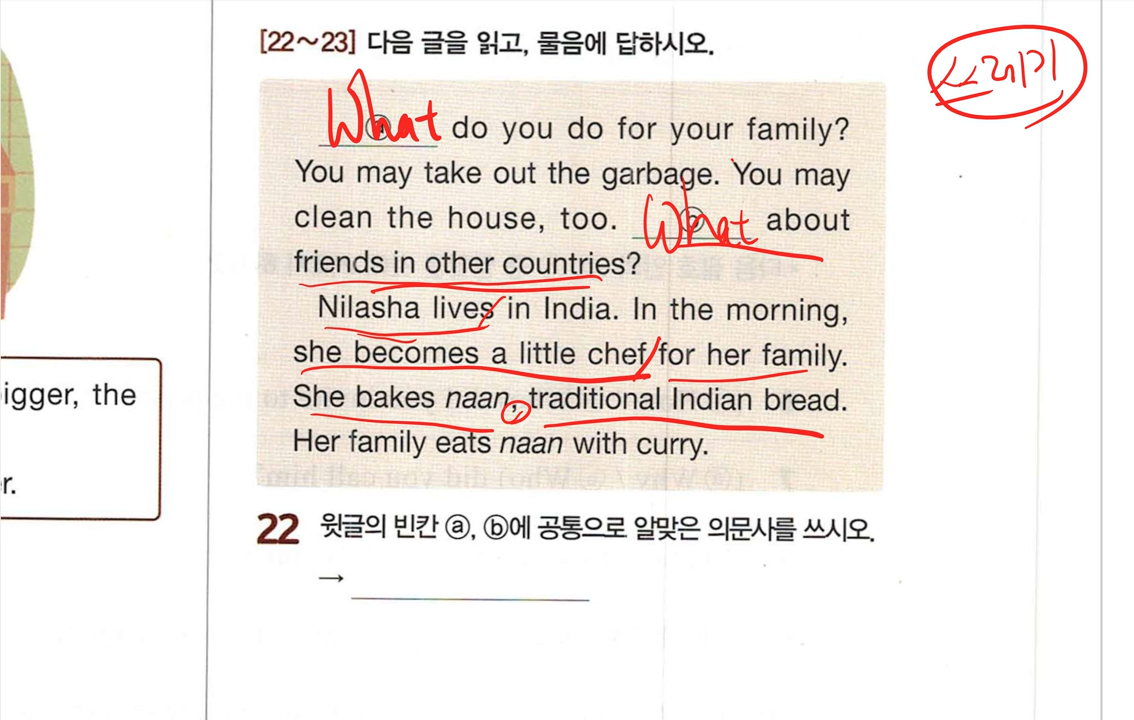 [22~23] 다음 글을 읽고, 물음에 답하시오.
쓰레기
What do you do for your family?
You may take out the garbage. You may
clean the house, too. What about
friends in other countries?
Nilasha lives in India. In the morning,
she becomes a little chef for her family.
She bakes naan, traditional Indian bread.
Her family eats naan with curry.
igger, the
r.
22 윗글의 빈칸 ⓐ, ⓑ에 공통으로 알맞은 의문사를 쓰시오.
→